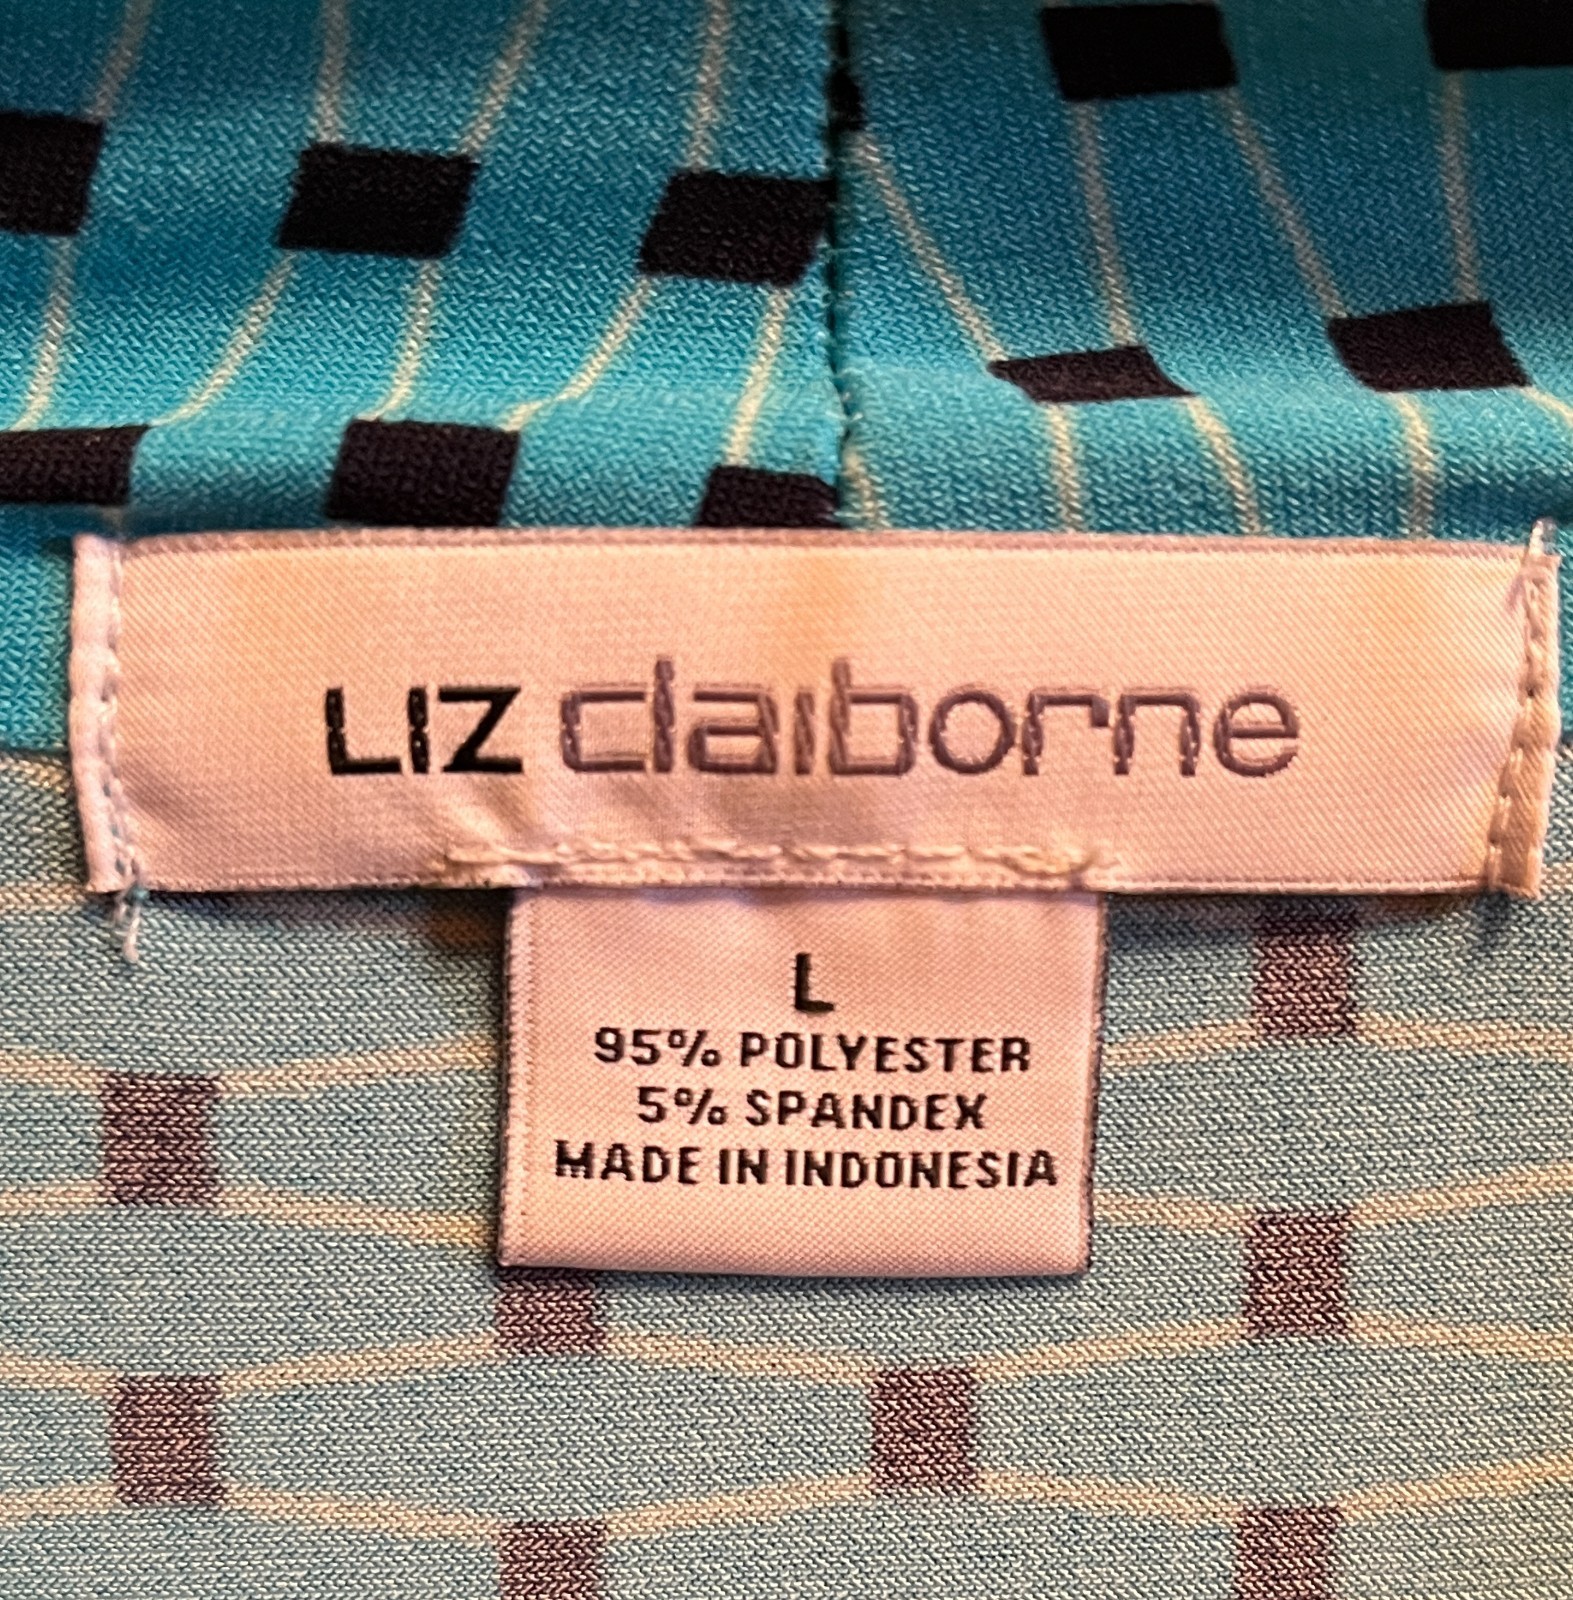 LIZ claiborne
L
95% POLYESTER
5% SPANDEX
MADE IN INDONESIA